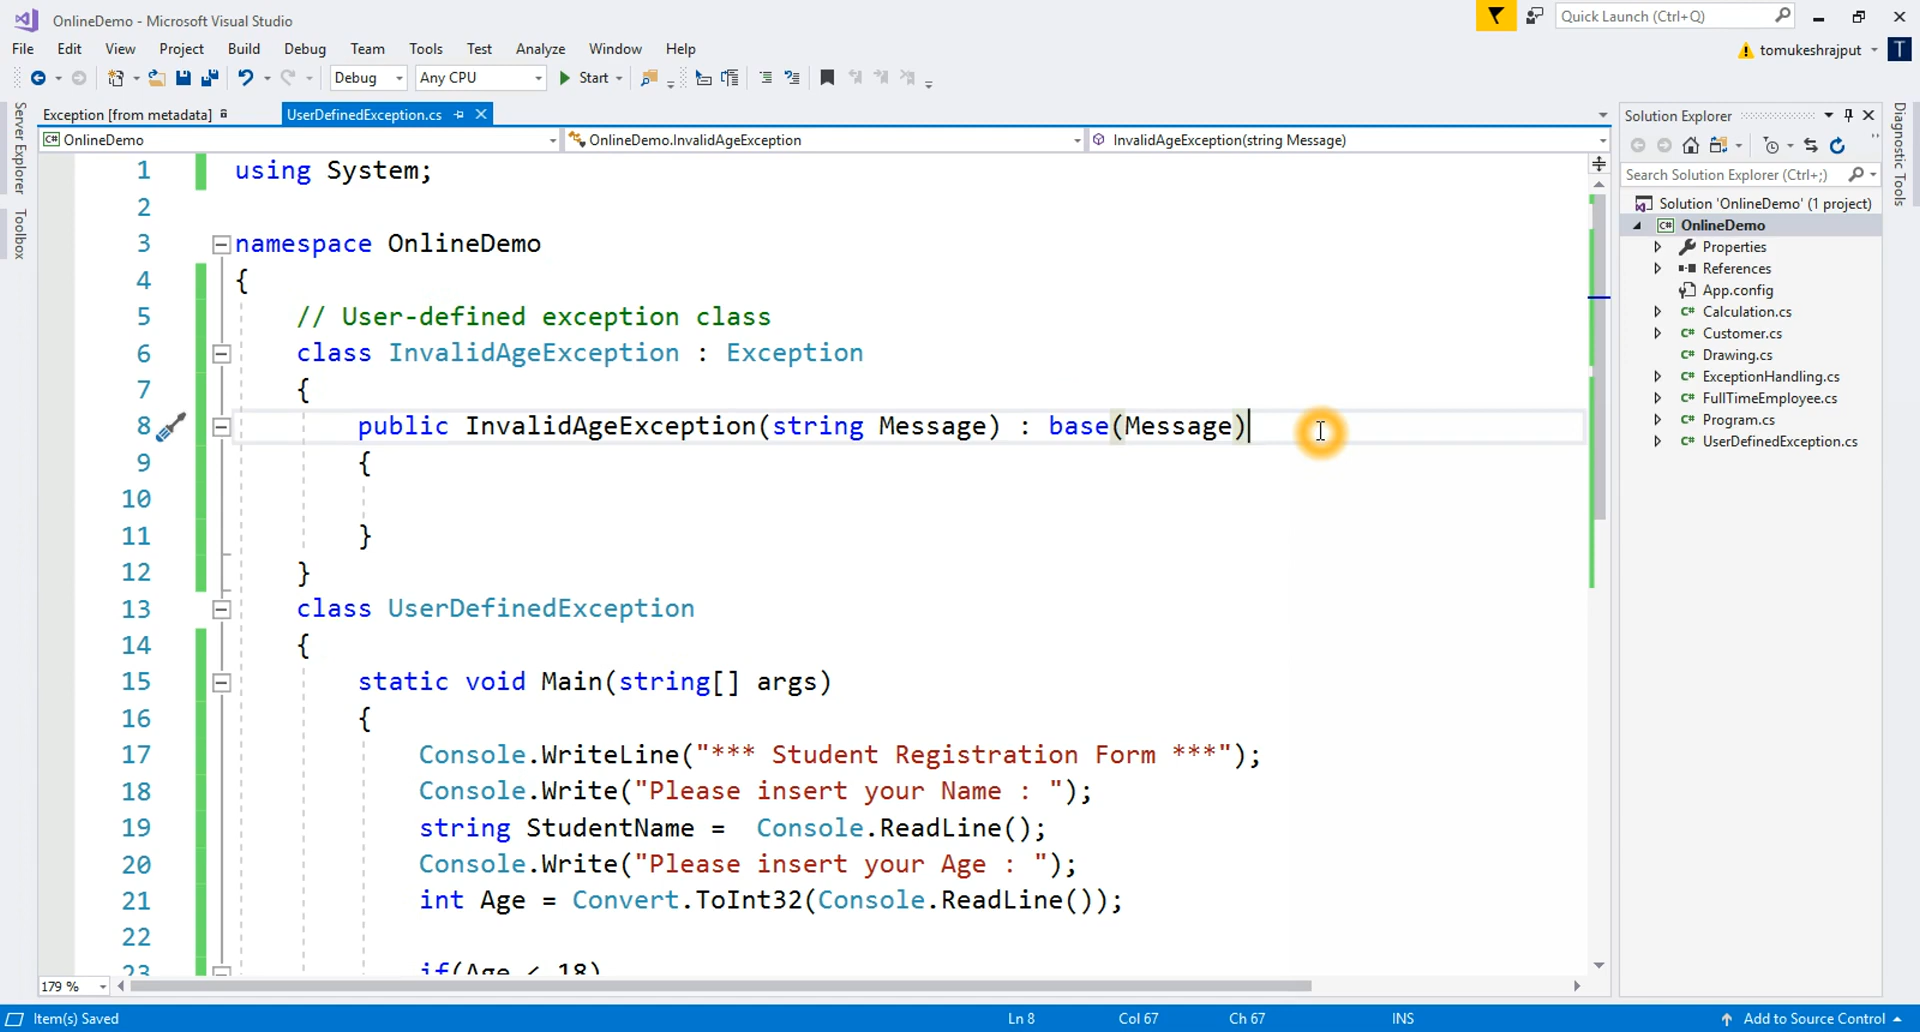 OnlineDemo - Microsoft Visual Studio
Quick Launch (Ctrl+Q)
File Edit View Project Build Debug Team Tools Test Analyze Window Help
tomukeshrajput T
Debug Any CPU Start
Server Explorer
Toolbox
Exception [from metadata] UserDefinedException.cs
OnlineDemo OnlineDemo.InvalidAgeException InvalidAgeException(string Message)
1 using System;
2
3 namespace OnlineDemo
4 {
5 // User-defined exception class
6 class InvalidAgeException : Exception
7 {
8 public InvalidAgeException(string Message) : base(Message)
9 {
10
11 }
12 }
13 class UserDefinedException
14 {
15 static void Main(string[] args)
16 {
17 Console.WriteLine("*** Student Registration Form ***");
18 Console.Write("Please insert your Name : ");
19 string StudentName =  Console.ReadLine();
20 Console.Write("Please insert your Age : ");
21 int Age = Convert.ToInt32(Console.ReadLine());
22
23 if(Age < 18)
179 %
Solution Explorer
Search Solution Explorer (Ctrl+;)
Solution 'OnlineDemo' (1 project)
C# OnlineDemo
Properties
References
App.config
C# Calculation.cs
C# Customer.cs
C# Drawing.cs
C# ExceptionHandling.cs
C# FullTimeEmployee.cs
C# Program.cs
C# UserDefinedException.cs
Diagnostic Tools
Item(s) Saved Ln 8 Col 67 Ch 67 INS Add to Source Control